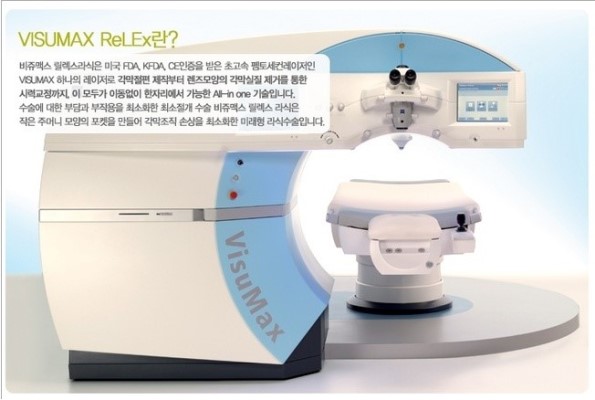 VISUMAX ReLEx란?
비쥬맥스 릴렉스라식은 미국 FDA, KFDA, CE인증을 받은 초고속 펨토세컨레이저인
VISUMAX 하나의 레이저로 각막절편 제작부터 렌즈모양의 각막실질 제거를 통한
시력교정까지, 이 모두가 이동없이 한자리에서 가능한 All-in one 기술입니다.
수술에 대한 부담과 부작용을 최소화한 최소절개 수술 비쥬맥스 릴렉스 라식은
작은 주머니 모양의 포켓을 만들어 각막조직 손상을 최소화한 미래형 라식수술입니다.
VisuMax